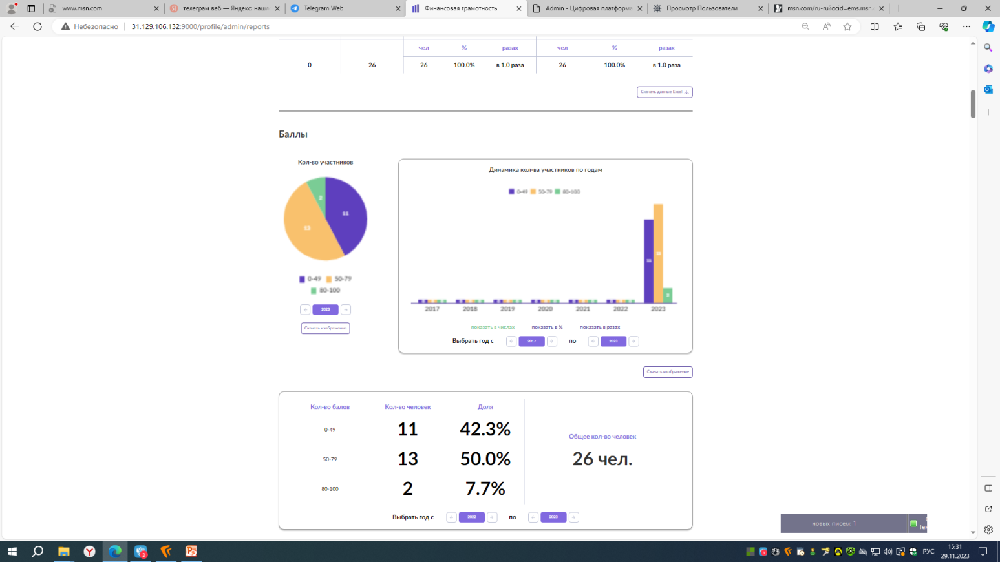 www.msn.com
телеграм веб — Яндекс: наш
Telegram Web
Финансовая грамотность
Admin - Цифровая платформа
Просмотр Пользователи
msn.com/ru-ru?ocid=ems.msn.
Небезопасно
31.129.106.132:9000/profile/admin/reports
чел % разах чел % разах
0 26 26 100.0% в 1.0 раза 26 100.0% в 1.0 раза
Скачать данные Excel
Баллы
Кол-во участников
2
11
13
0-49 50-79
80-100
2023
Скачать изображение
Динамика кол-ва участников по годам
0-49 50-79 80-100
11 13 2
2017 2018 2019 2020 2021 2022 2023
показать в числах показать в % показать в разах
Выбрать год с 2017 по 2023
Скачать изображение
Кол-во балов Кол-во человек Доля
0-49 11 42.3%
50-79 13 50.0%
80-100 2 7.7%
Общее кол-во человек
26 чел.
Выбрать год с 2022 по 2023
новых писем: 1
Тем
3
РУС
15:31
29.11.2023